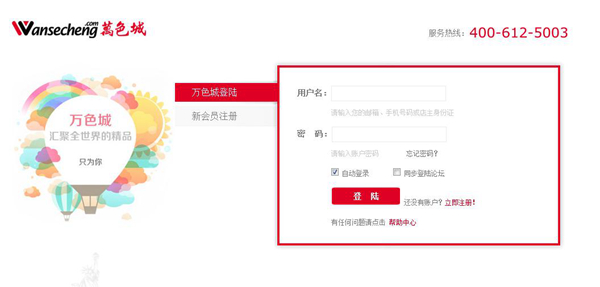 Wansecheng.com 萬色城
服务热线：400-612-5003
万色城
汇聚全世界的精品
只为你
万色城登陆
新会员注册
用户名：
请输入您的邮箱，手机号码或店主身份证
密 码：
请输入账户密码 忘记密码？
自动登录 同步登陆论坛
登 陆 还没有账户？立即注册！
有任何问题请点击 帮助中心